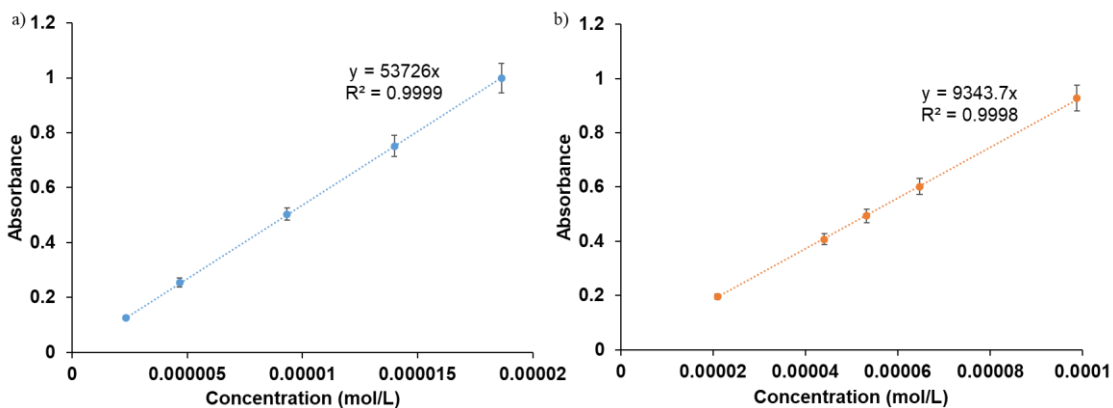 a)
1.2
1
0.8
0.6
0.4
0.2
0
Absorbance
y = 53726x
R² = 0.9999
0 0.000005 0.00001 0.000015 0.00002
Concentration (mol/L)
b)
1.2
1
0.8
0.6
0.4
0.2
0
Absorbance
y = 9343.7x
R² = 0.9998
0 0.00002 0.00004 0.00006 0.00008 0.0001
Concentration (mol/L)